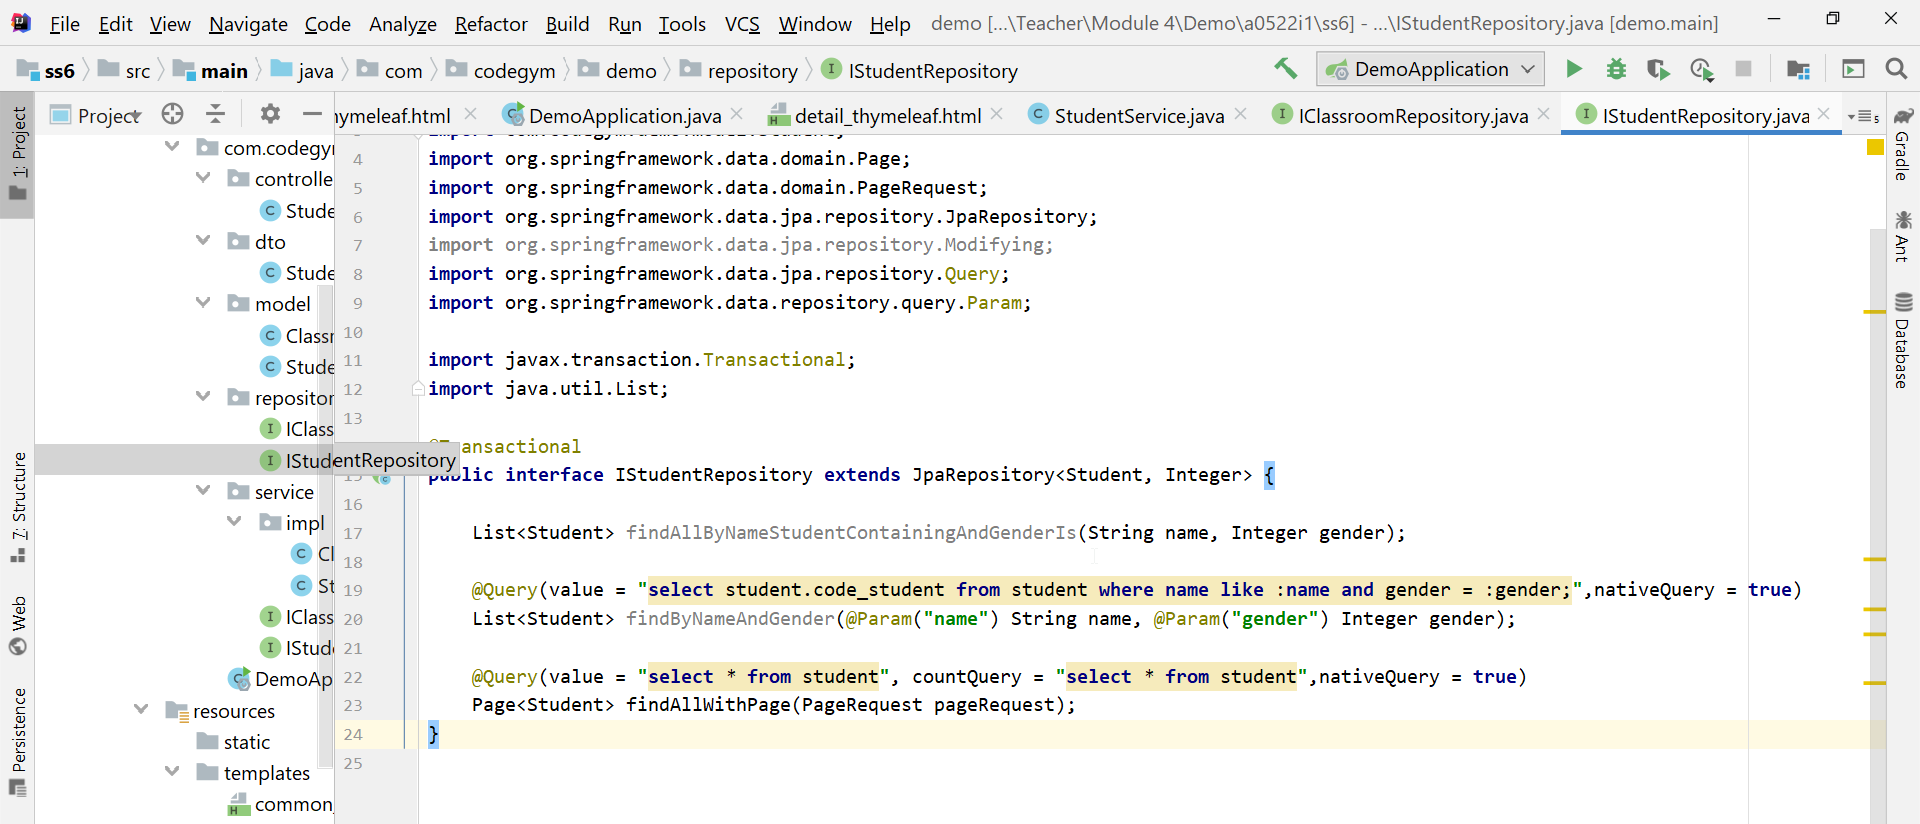 File Edit View Navigate Code Analyze Refactor Build Run Tools VCS Window Help demo [...\Teacher\Module 4\Demo\a0522i1\ss6] - ...\IStudentRepository.java [demo.main]
ss6 src main java com codegym demo repository IStudentRepository DemoApplication
Project ymeleaf.html DemoApplication.java detail_thymeleaf.html StudentService.java IClassroomRepository.java IStudentRepository.java 5
1: Project
7: Structure
Web
Persistence
com.codegy
controlle
Stude
dto
Stude
model
Classr
Stude
repositor
IClass
IStudentRepository
service
impl
Cl
St
IClass
IStude
DemoAp
resources
static
templates
common_
4 import org.springframework.data.domain.Page;
5 import org.springframework.data.domain.PageRequest;
6 import org.springframework.data.jpa.repository.JpaRepository;
7 import org.springframework.data.jpa.repository.Modifying;
8 import org.springframework.data.jpa.repository.Query;
9 import org.springframework.data.repository.query.Param;
10
11 import javax.transaction.Transactional;
12 import java.util.List;
13
ansactional
15 public interface IStudentRepository extends JpaRepository<Student, Integer> {
16
17 List<Student> findAllByNameStudentContainingAndGenderIs(String name, Integer gender);
18
19 @Query(value = "select student.code_student from student where name like :name and gender = :gender;",nativeQuery = true)
20 List<Student> findByNameAndGender(@Param("name") String name, @Param("gender") Integer gender);
21
22 @Query(value = "select * from student", countQuery = "select * from student",nativeQuery = true)
23 Page<Student> findAllWithPage(PageRequest pageRequest);
24 }
25
Gradle
Ant
Database